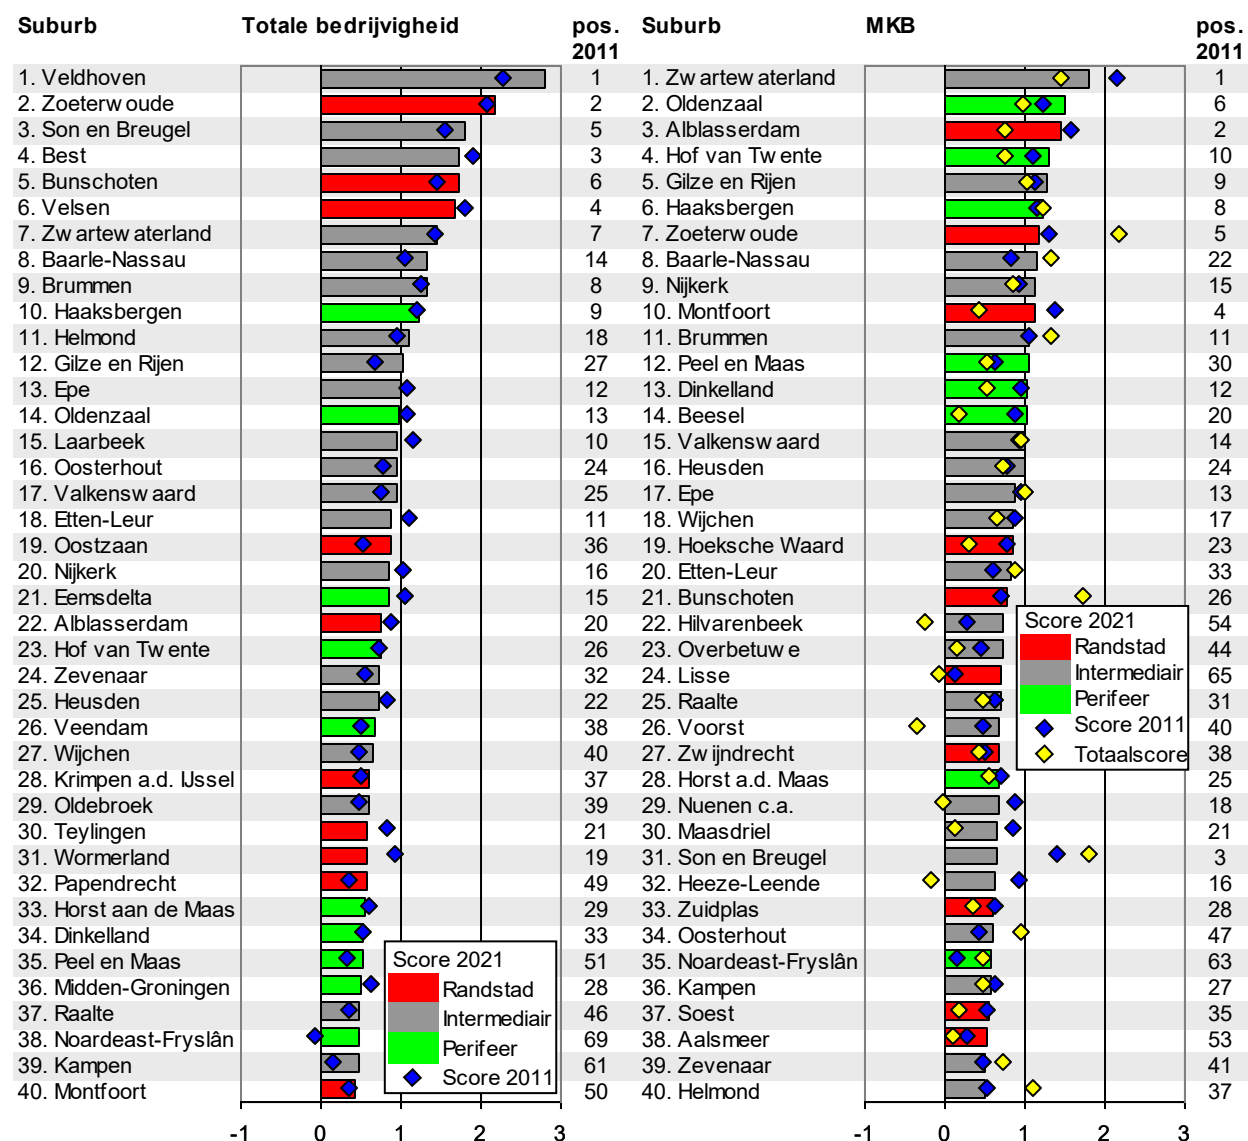 Suburb Totale bedrijvigheid pos. 2011
1. Veldhoven 1
2. Zoeterwoude 2
3. Son en Breugel 5
4. Best 3
5. Bunschoten 6
6. Velsen 4
7. Zwartewaterland 7
8. Baarle-Nassau 14
9. Brummen 8
10. Haaksbergen 9
11. Helmond 18
12. Gilze en Rijen 27
13. Epe 12
14. Oldenzaal 13
15. Laarbeek 10
16. Oosterhout 24
17. Valkenswaard 25
18. Etten-Leur 11
19. Oostzaan 36
20. Nijkerk 16
21. Eemsdelta 15
22. Alblasserdam 20
23. Hof van Twente 26
24. Zevenaar 32
25. Heusden 22
26. Veendam 38
27. Wijchen 40
28. Krimpen a.d. IJssel 37
29. Oldebroek 39
30. Teylingen 21
31. Wormerland 19
32. Papendrecht 49
33. Horst aan de Maas 29
34. Dinkelland 33
35. Peel en Maas 51
36. Midden-Groningen 28
37. Raalte 46
38. Noardeast-Fryslân 69
39. Kampen 61
40. Montfoort 50
Score 2021
Randstad
Intermediair
Perifeer
Score 2011
-1 0 1 2 3
Suburb MKB pos. 2011
1. Zwartewaterland 1
2. Oldenzaal 6
3. Alblasserdam 2
4. Hof van Twente 10
5. Gilze en Rijen 9
6. Haaksbergen 8
7. Zoeterwoude 5
8. Baarle-Nassau 22
9. Nijkerk 15
10. Montfoort 4
11. Brummen 11
12. Peel en Maas 30
13. Dinkelland 12
14. Beesel 20
15. Valkenswaard 14
16. Heusden 24
17. Epe 13
18. Wijchen 17
19. Hoeksche Waard 23
20. Etten-Leur 33
21. Bunschoten 26
22. Hilvarenbeek 54
23. Overbetuwe 44
24. Lisse 65
25. Raalte 31
26. Voorst 40
27. Zwijndrecht 38
28. Horst a.d. Maas 25
29. Nuenen c.a. 18
30. Maasdriel 21
31. Son en Breugel 3
32. Heeze-Leende 16
33. Zuidplas 28
34. Oosterhout 47
35. Noardeast-Fryslân 63
36. Kampen 27
37. Soest 35
38. Aalsmeer 53
39. Zevenaar 41
40. Helmond 37
Score 2021
Randstad
Intermediair
Perifeer
Score 2011
Totaalscore
-1 0 1 2 3